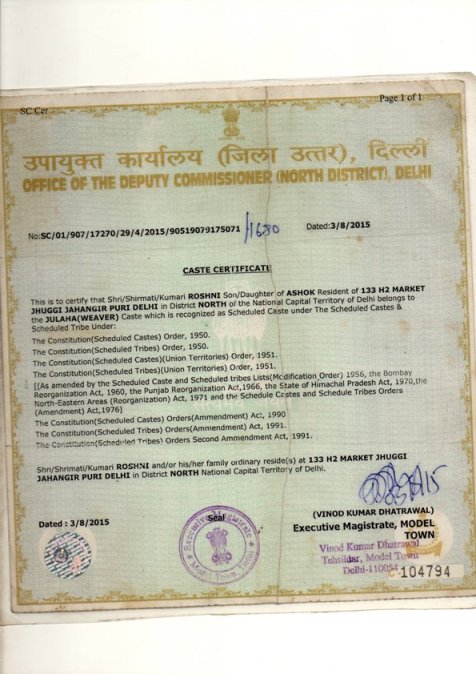 SC Cer
Page 1 of 1
उपायुक्त कार्यालय (जिला उत्तर), दिल्ली
OFFICE OF THE DEPUTY COMMISSIONER (NORTH DISTRICT), DELHI
No:SC/01/907/17270/29/4/2015/90519079175071 /1680 Dated:3/8/2015
CASTE CERTIFICATE
This is to certify that Shri/Shirmati/Kumari ROSHNI Son/Daughter of ASHOK Resident of 133 H2 MARKET
JHUGGI JAHANGIR PURI DELHI in District NORTH of the National Capital Territory of Delhi belongs to
the JULAHA(WEAVER) Caste which is recognized as Scheduled Caste under The Scheduled Castes &
Scheduled Tribe Under:
The Constitution(Scheduled Castes) Order, 1950.
The Constitution(Scheduled Tribes) Order, 1950.
The Constitution(Scheduled Castes)(Union Territories) Order, 1951.
The Constitution(Scheduled Tribes)(Union Territories) Order, 1951.
[(As amended by the Scheduled Caste and Scheduled tribes Lists(Modification Order) 1956, the Bombay
Reorganization Act, 1960, the Punjab Reorganization Act,1966, the State of Himachal Pradesh Act, 1970,the
North-Eastern Areas (Reorganization) Act, 1971 and the Schedule Castes and Schedule Tribes Orders
(Amendment) Act,1976]
The Constitution(Scheduled Castes) Orders(Ammendment) Act, 1990
The Constitution(Scheduled Tribes) Orders(Ammendment) Act, 1991.
The Constitution(Scheduled Tribes) Orders Second Ammendment Act, 1991.
Shri/Shrimati/Kumari ROSHNI and/or his/her family ordinary reside(s) at 133 H2 MARKET JHUGGI
JAHANGIR PURI DELHI in District NORTH National Capital Territory of Delhi.
Dated : 3/8/2015
Seal
Executive Magistrate
Model Town, Delhi
(VINOD KUMAR DHATRAWAL)
Executive Magistrate, MODEL
TOWN
Vinod Kumar Dhatrawal
Tehsildar, Model Town
Delhi-110054
104794